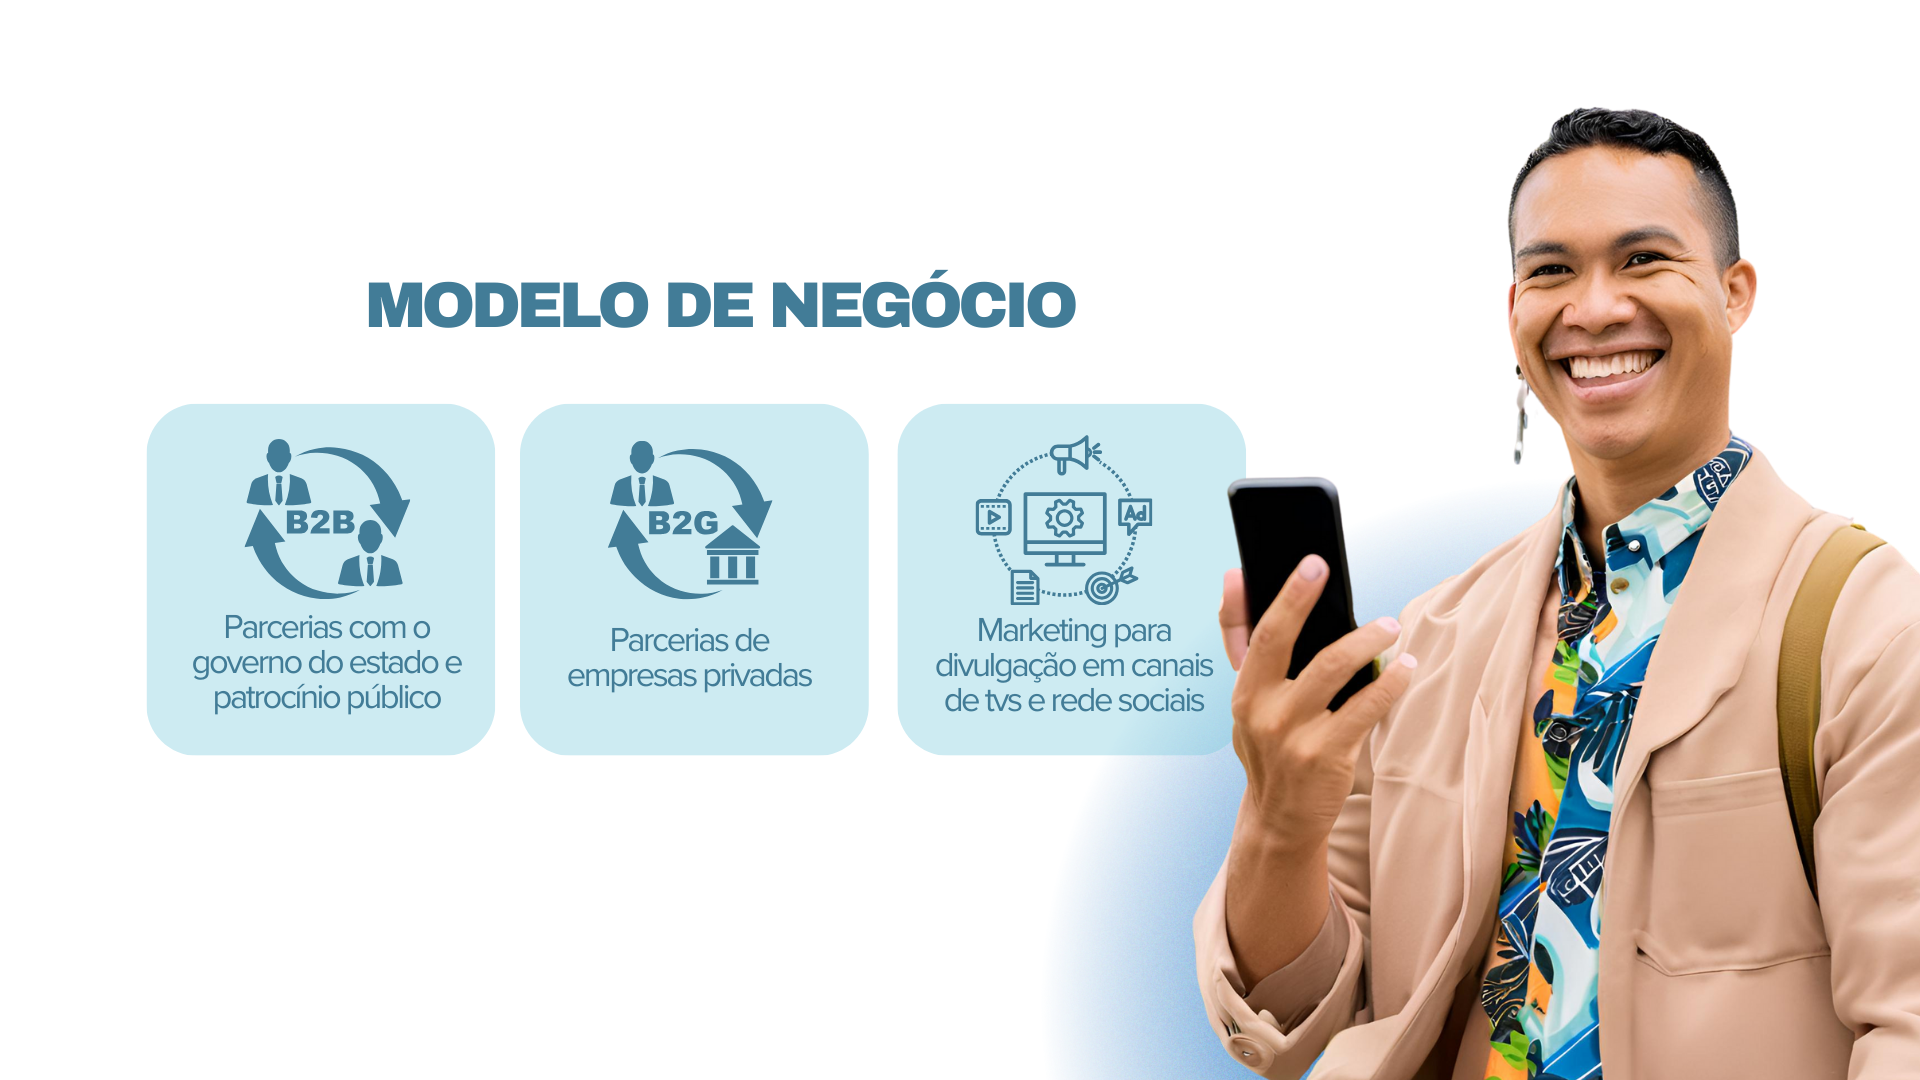 MODELO DE NEGÓCIO
B2B
Parcerias com o
governo do estado e
patrocínio público
B2G
Parcerias de
empresas privadas
Ad
Marketing para
divulgação em canais
de tvs e rede sociais